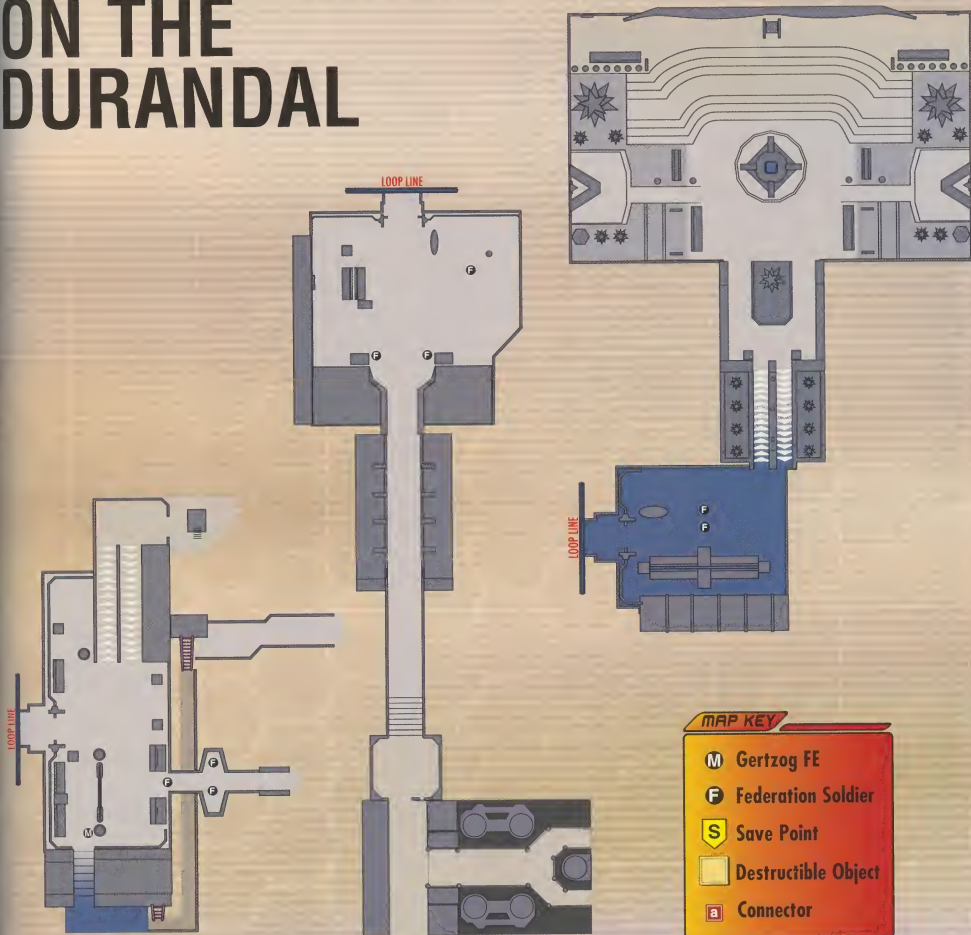 ON THE
DURANDAL
LOOP LINE
F
F
F
LOOP LINE
F
F
LOOP LINE
F
F
F
M
MAP KEY
M Gertzog FE
F Federation Soldier
S Save Point
Destructible Object
a Connector